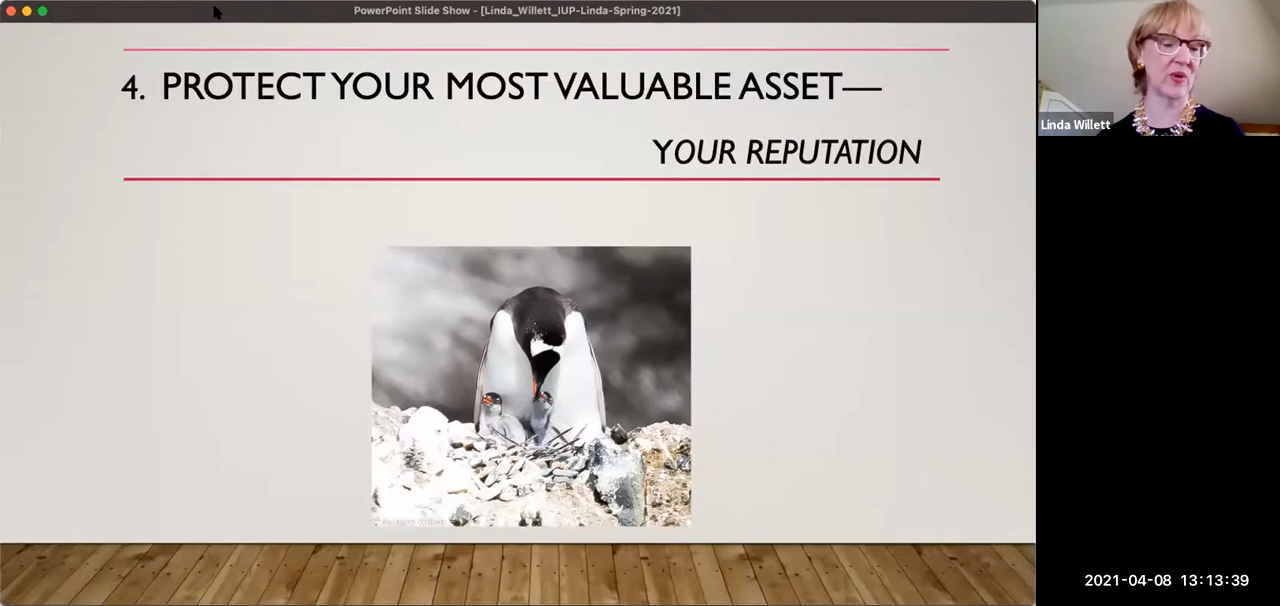 PowerPoint Slide Show - [Linda_Willett_IUP-Linda-Spring-2021]
4. PROTECT YOUR MOST VALUABLE ASSET—
YOUR REPUTATION
Linda Willett
2021-04-08 13:13:39